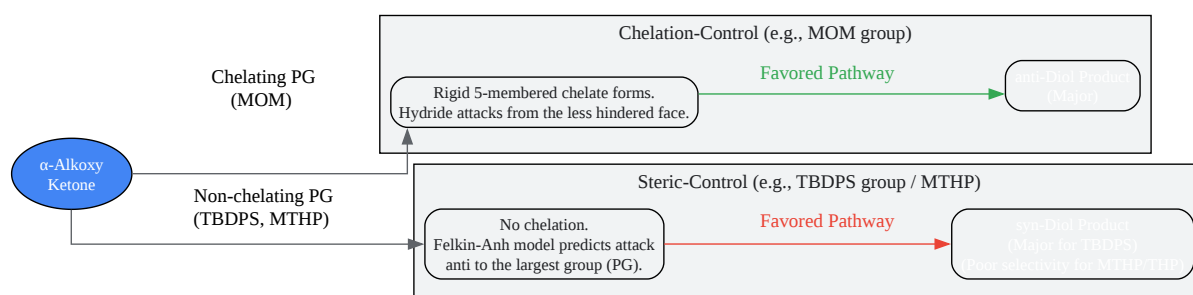 Chelation-Control (e.g., MOM group)
Chelating PG
(MOM)
Rigid 5-membered chelate forms.
Hydride attacks from the less hindered face.
Favored Pathway
anti-Diol Product
(Major)
α-Alkoxy
Ketone
Non-chelating PG
(TBDPS, MTHP)
Steric-Control (e.g., TBDPS group / MTHP)
No chelation.
Felkin-Anh model predicts attack
anti to the largest group (PG).
Favored Pathway
syn-Diol Product
(Major for TBDPS)
(Poor selectivity for MTHP/THP)